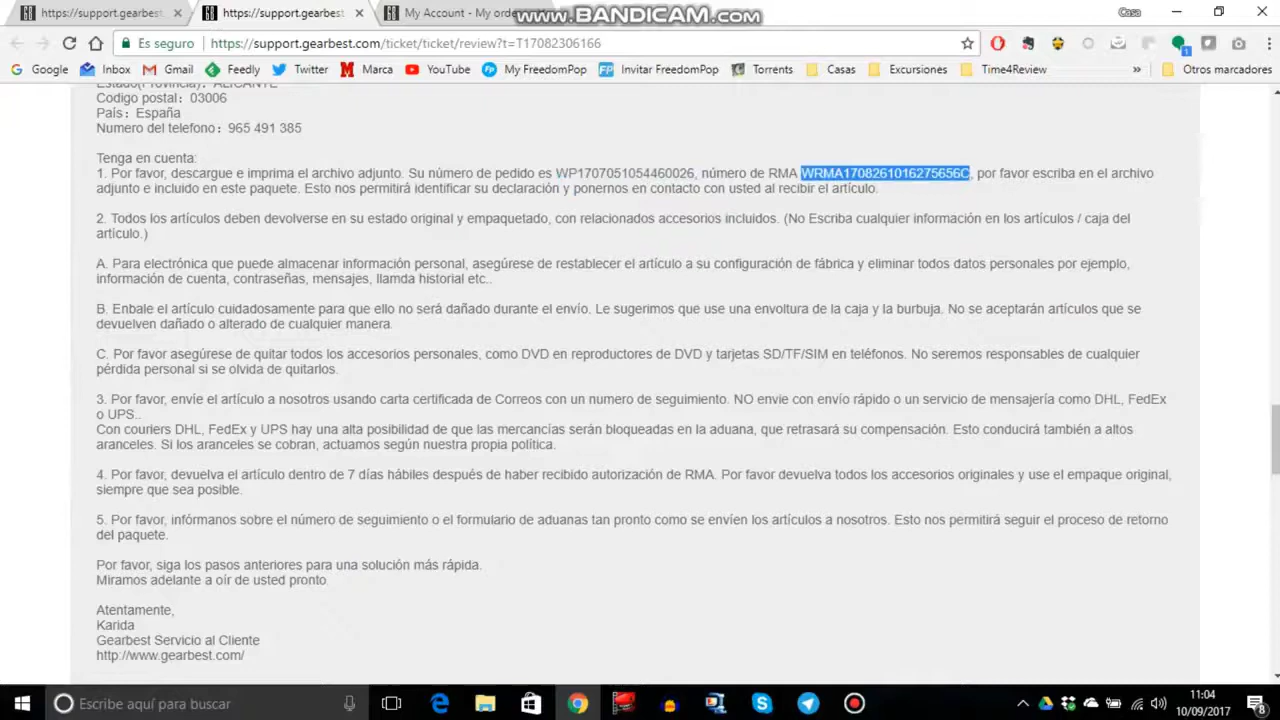 https://support.gearbest.
https://support.gearbest.
My Account - My orde
www.BANDICAM.com
Casa
Es seguro
https://support.gearbest.com/ticket/ticket/review?t=T17082306166
Google
Inbox
Gmail
Feedly
Twitter
Marca
YouTube
My FreedomPop
Invitar FreedomPop
Torrents
Casas
Excursiones
Time4Review
»
Otros marcadores
Estado(Provincia): ALICANTE
Codigo postal: 03006
País: España
Numero del telefono: 965 491 385
Tenga en cuenta:
1. Por favor, descargue e imprima el archivo adjunto. Su número de pedido es WP1707051054460026, número de RMA WRMA1708261016275656C, por favor escriba en el archivo
adjunto e incluido en este paquete. Esto nos permitirá identificar su declaración y ponernos en contacto con usted al recibir el artículo.
2. Todos los artículos deben devolverse en su estado original y empaquetado, con relacionados accesorios incluidos. (No Escriba cualquier información en los artículos / caja del
artículo.)
A. Para electrónica que puede almacenar información personal, asegúrese de restablecer el artículo a su configuración de fábrica y eliminar todos datos personales por ejemplo,
información de cuenta, contraseñas, mensajes, llamda historial etc..
B. Enbale el artículo cuidadosamente para que ello no será dañado durante el envío. Le sugerimos que use una envoltura de la caja y la burbuja. No se aceptarán artículos que se
devuelven dañado o alterado de cualquier manera.
C. Por favor asegúrese de quitar todos los accesorios personales, como DVD en reproductores de DVD y tarjetas SD/TF/SIM en teléfonos. No seremos responsables de cualquier
pérdida personal si se olvida de quitarlos.
3. Por favor, envíe el artículo a nosotros usando carta certificada de Correos con un numero de seguimiento. NO envie con envío rápido o un servicio de mensajería como DHL, FedEx
o UPS..
Con couriers DHL, FedEx y UPS hay una alta posibilidad de que las mercancías serán bloqueadas en la aduana, que retrasará su compensación. Esto conducirá también a altos
aranceles. Si los aranceles se cobran, actuamos según nuestra propia política.
4. Por favor, devuelva el artículo dentro de 7 días hábiles después de haber recibido autorización de RMA. Por favor devuelva todos los accesorios originales y use el empaque original,
siempre que sea posible.
5. Por favor, infórmanos sobre el número de seguimiento o el formulario de aduanas tan pronto como se envíen los artículos a nosotros. Esto nos permitirá seguir el proceso de retorno
del paquete.
Por favor, siga los pasos anteriores para una solución más rápida.
Miramos adelante a oír de usted pronto
Atentamente,
Karida
Gearbest Servicio al Cliente
http://www.gearbest.com/
Escribe aquí para buscar
11:04
10/09/2017
8